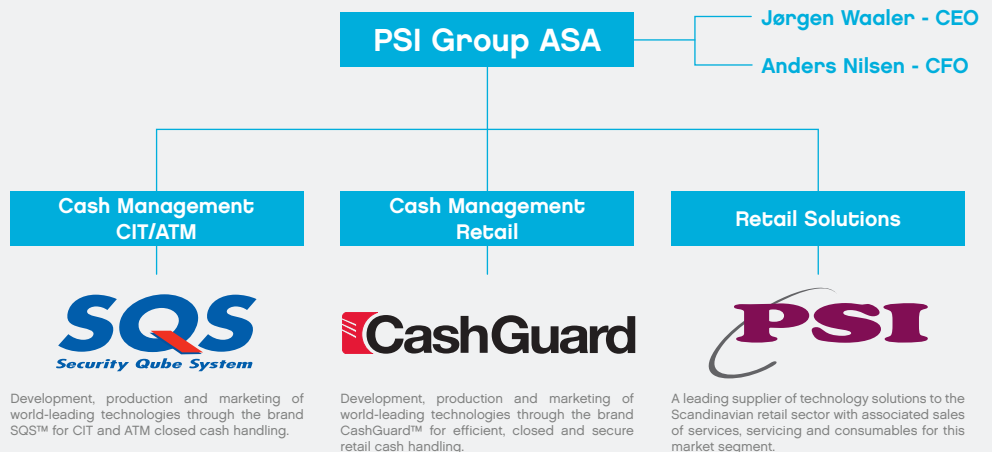 PSI Group ASA
Jørgen Waaler - CEO
Anders Nilsen - CFO
Cash Management
CIT/ATM
Cash Management
Retail
Retail Solutions
SQS
Security Qube System
CashGuard
PSI
Development, production and marketing of
world-leading technologies through the brand
SQS™ for CIT and ATM closed cash handling.
Development, production and marketing of
world-leading technologies through the brand
CashGuard™ for efficient, closed and secure
retail cash handling.
A leading supplier of technology solutions to the
Scandinavian retail sector with associated sales
of services, servicing and consumables for this
market segment.